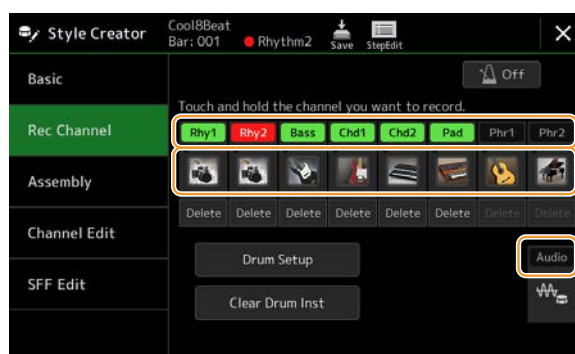 Style Creator
Cool8Beat
Bar: 001 Rhythm2 Save StepEdit
Basic
Off
Touch and hold the channel you want to record.
Rec Channel
Rhy1 Rhy2 Bass Chd1 Chd2 Pad Phr1 Phr2
Assembly
Delete Delete Delete Delete Delete Delete Delete Delete
Channel Edit
Drum Setup
Audio
SFF Edit
Clear Drum Inst